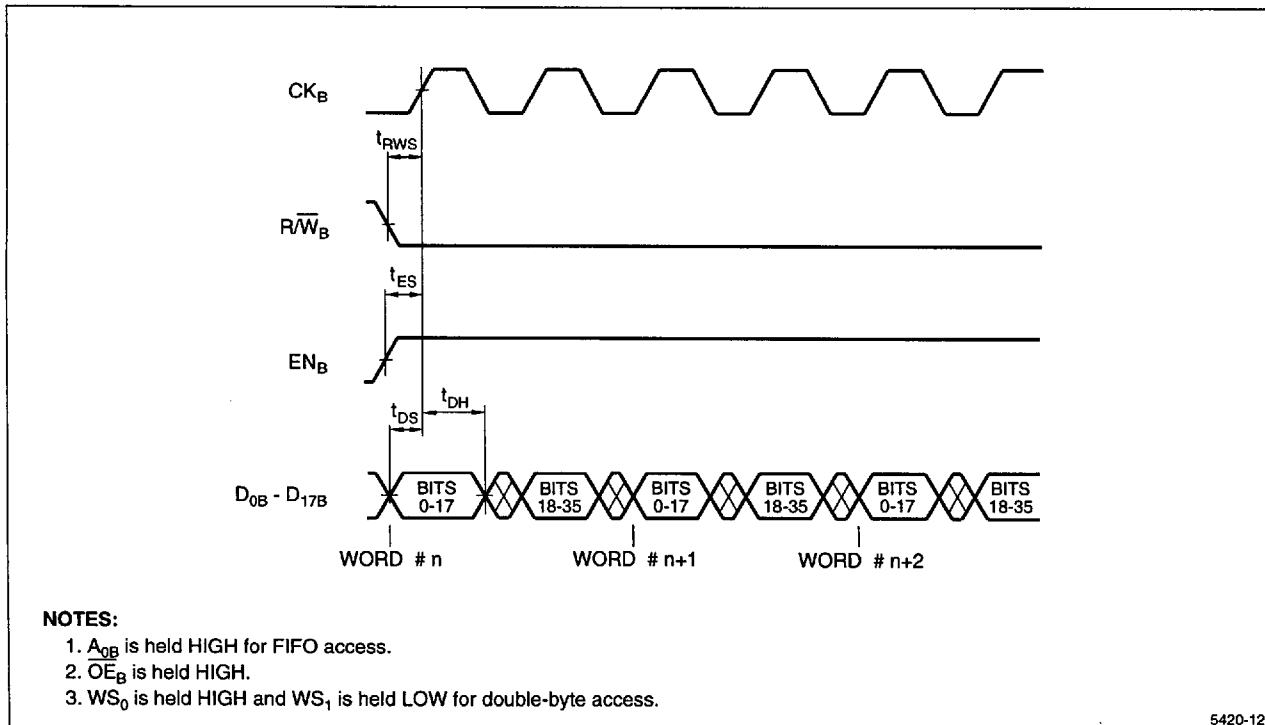 CK_B
t_RWS
R/W̅_B
t_ES
EN_B
t_DS t_DH
D_0B - D_17B
BITS 0-17
BITS 18-35
BITS 0-17
BITS 18-35
BITS 0-17
BITS 18-35
WORD # n
WORD # n+1
WORD # n+2
NOTES:
1. A_0B is held HIGH for FIFO access.
2. O̅E̅_B is held HIGH.
3. WS_0 is held HIGH and WS_1 is held LOW for double-byte access.
5420-12